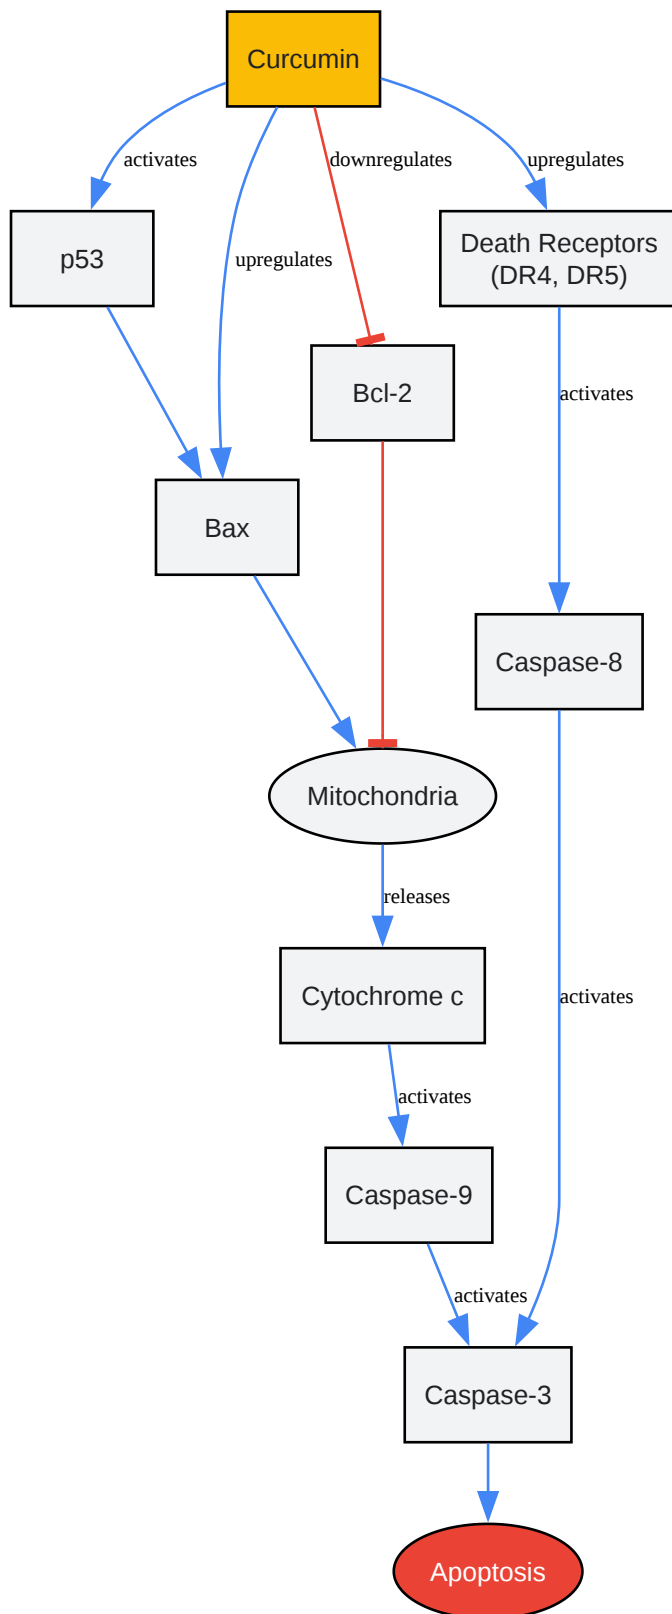 Curcumin
activates
downregulates
upregulates
p53
upregulates
Death Receptors
(DR4, DR5)
Bcl-2
activates
Bax
Caspase-8
Mitochondria
releases
Cytochrome c
activates
activates
Caspase-9
activates
Caspase-3
Apoptosis